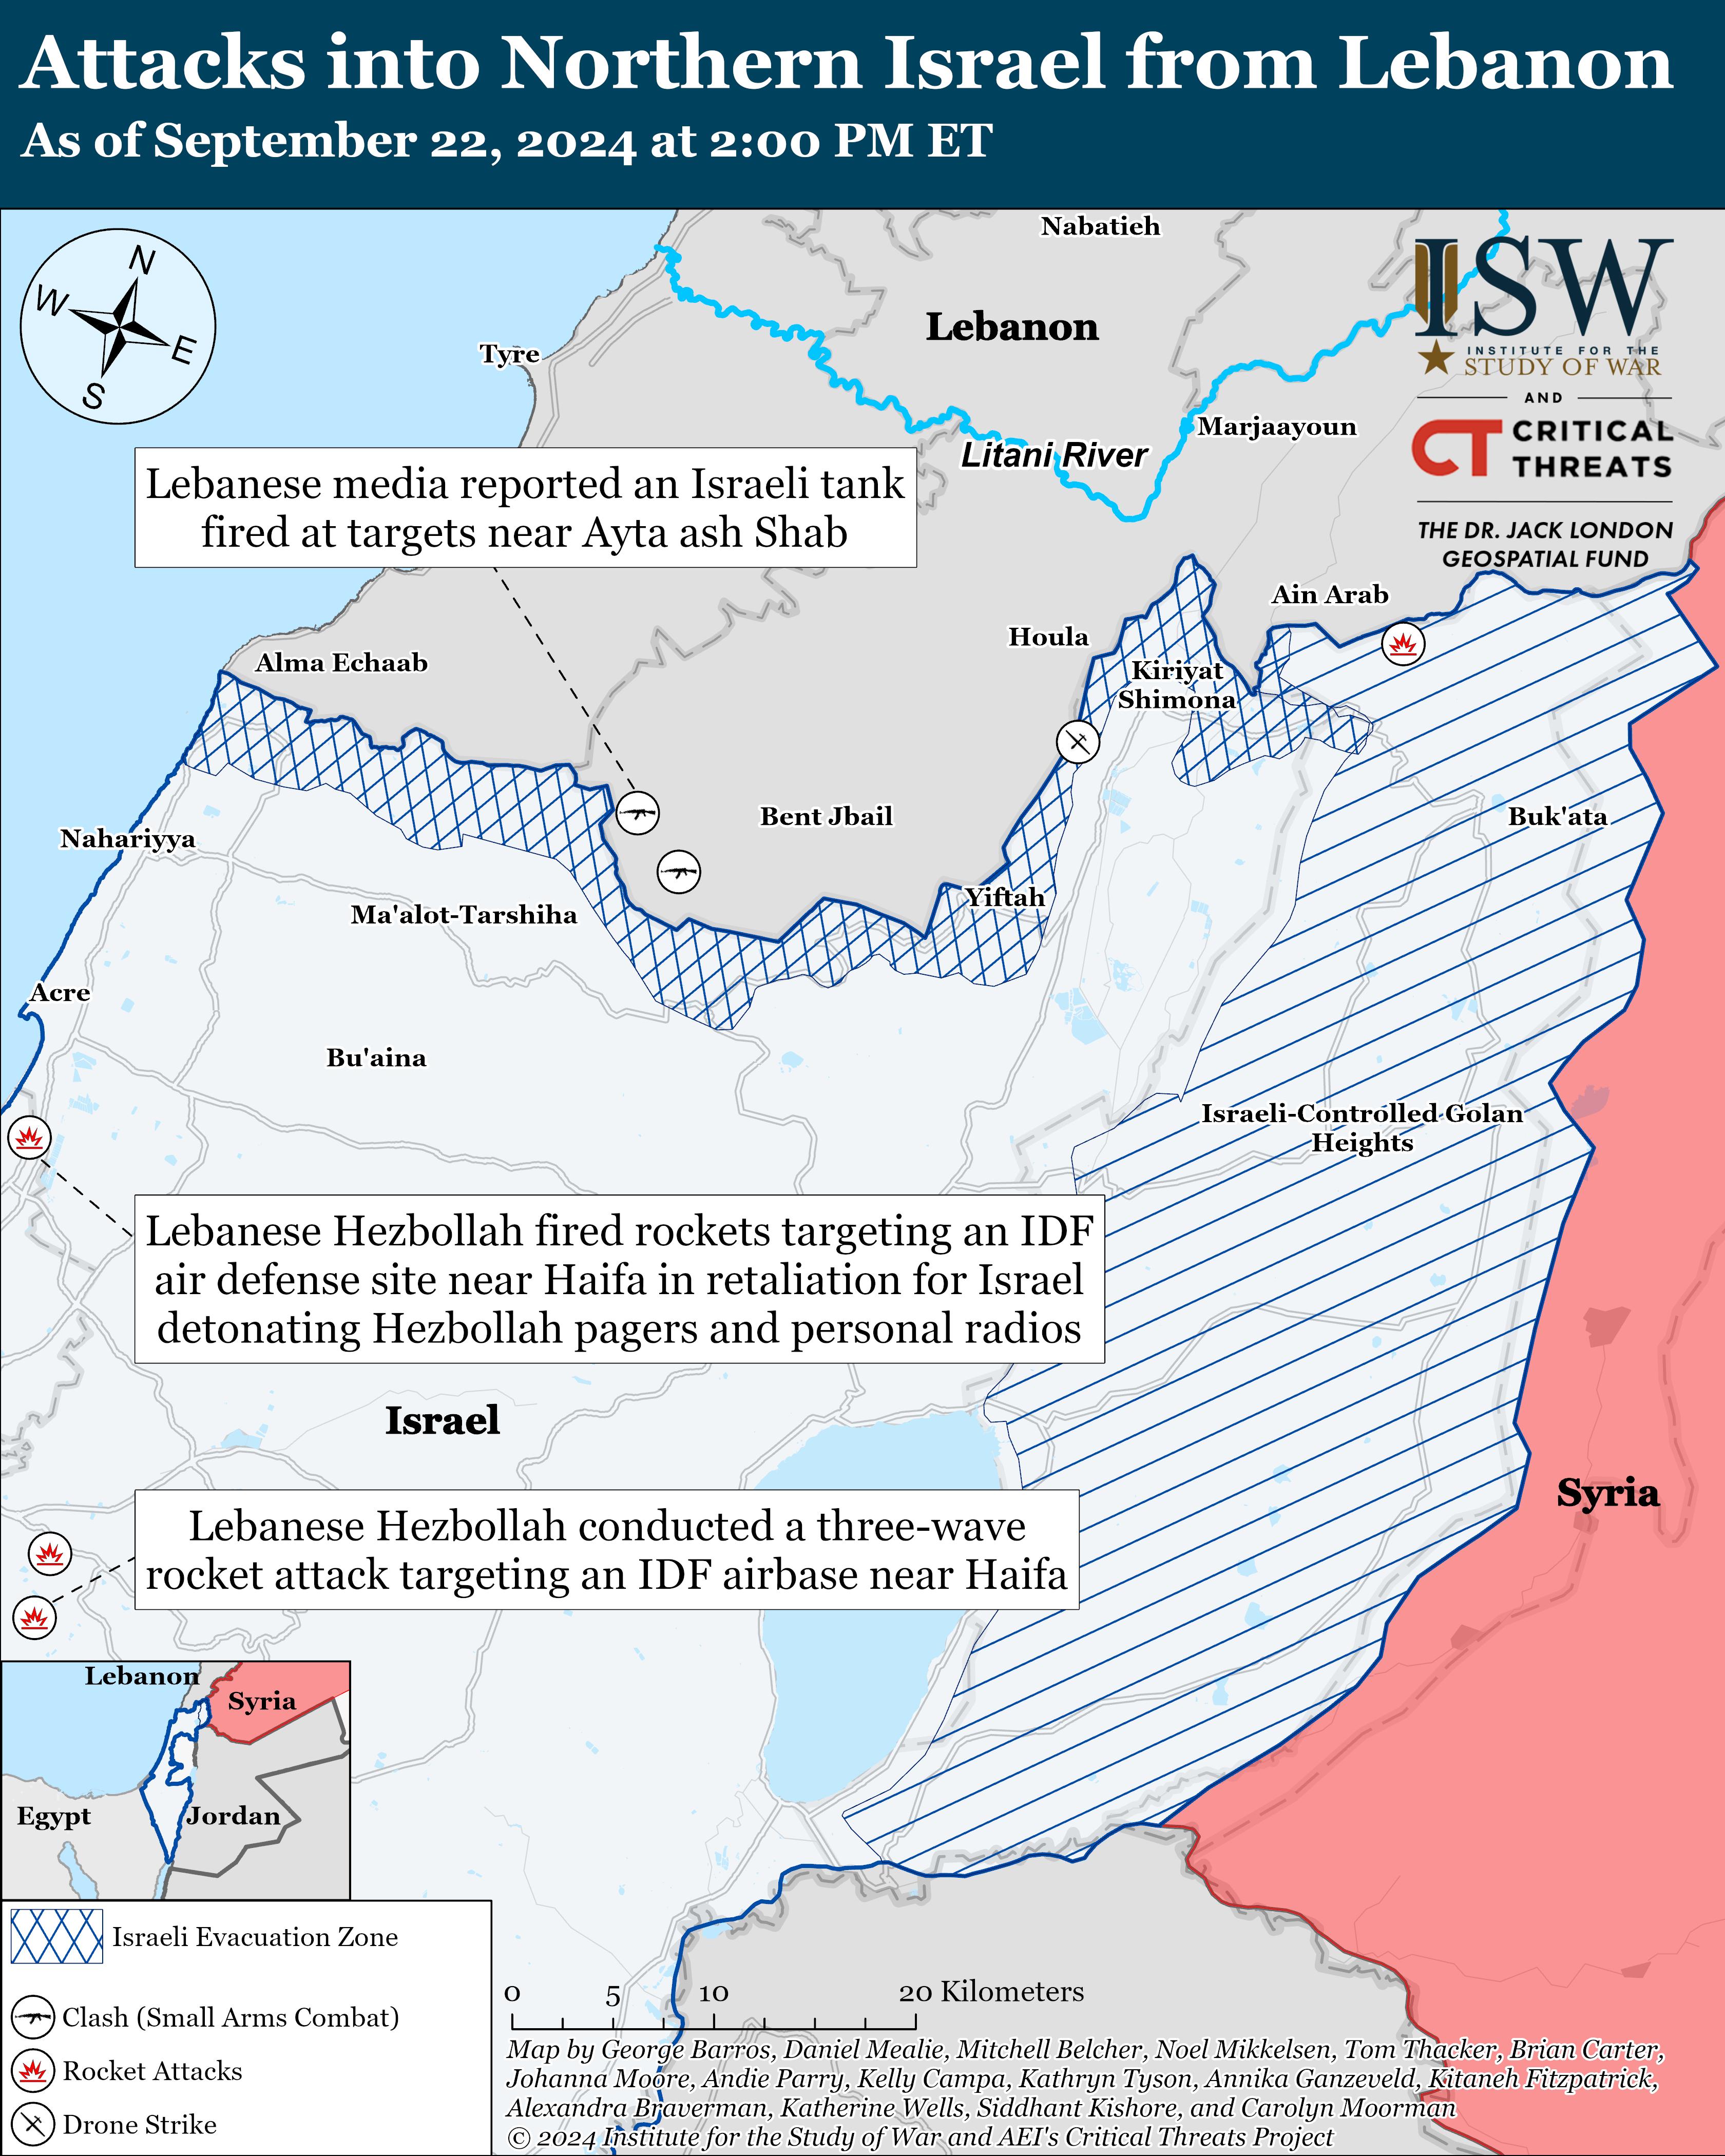 Attacks into Northern Israel from Lebanon
As of September 22, 2024 at 2:00 PM ET
N
W
E
S
Nabatieh
Lebanon
Tyre
Litani River
Marjaayoun
ISW
INSTITUTE FOR THE
STUDY OF WAR
AND
CT CRITICAL
THREATS
THE DR. JACK LONDON
GEOSPATIAL FUND
Lebanese media reported an Israeli tank
fired at targets near Ayta ash Shab
Ain Arab
Houla
Alma Echaab
Kiriyat
Shimona
Bent Jbail
Buk'ata
Nahariyya
Yiftah
Ma'alot-Tarshiha
Acre
Bu'aina
Israeli-Controlled Golan
Heights
Lebanese Hezbollah fired rockets targeting an IDF
air defense site near Haifa in retaliation for Israel
detonating Hezbollah pagers and personal radios
Israel
Syria
Lebanese Hezbollah conducted a three-wave
rocket attack targeting an IDF airbase near Haifa
Lebanon
Syria
Egypt
Jordan
Israeli Evacuation Zone
Clash (Small Arms Combat)
Rocket Attacks
Drone Strike
0 5 10 20 Kilometers
Map by George Barros, Daniel Mealie, Mitchell Belcher, Noel Mikkelsen, Tom Thacker, Brian Carter,
Johanna Moore, Andie Parry, Kelly Campa, Kathryn Tyson, Annika Ganzeveld, Kitaneh Fitzpatrick,
Alexandra Braverman, Katherine Wells, Siddhant Kishore, and Carolyn Moorman
© 2024 Institute for the Study of War and AEI's Critical Threats Project